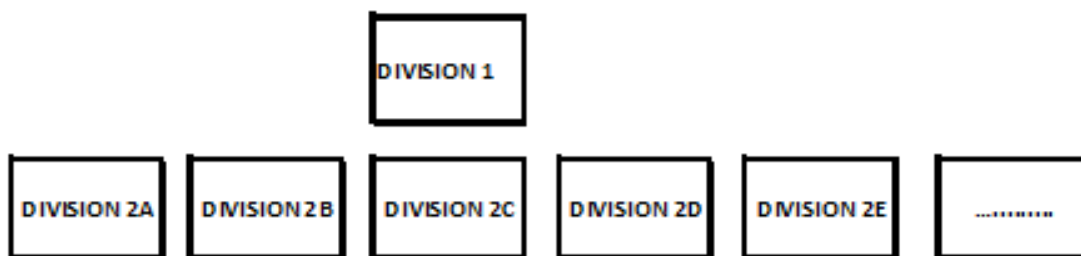 DIVISION 1
DIVISION 2A
DIVISION 2B
DIVISION 2C
DIVISION 2D
DIVISION 2E
............